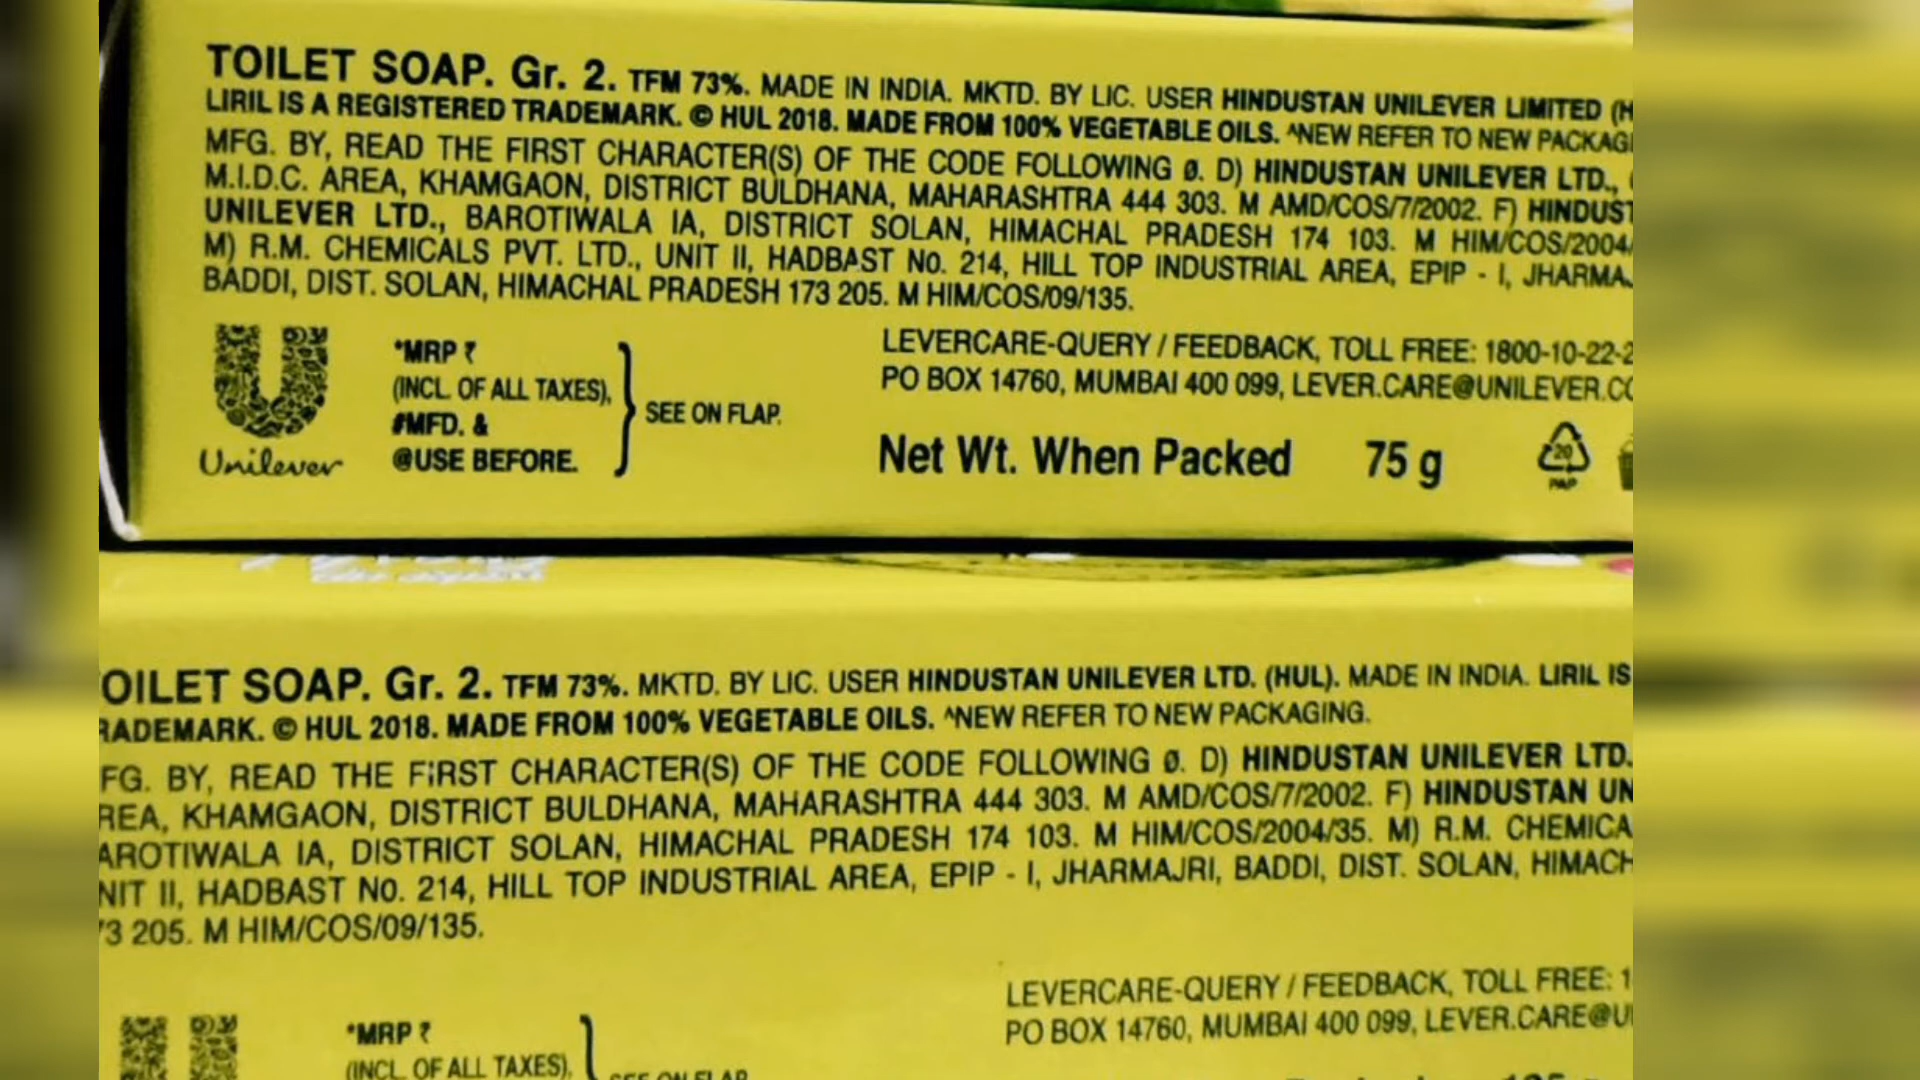 TOILET SOAP. Gr. 2. TFM 73%. MADE IN INDIA. MKTD. BY LIC. USER HINDUSTAN UNILEVER LIMITED (H
LIRIL IS A REGISTERED TRADEMARK. © HUL 2018. MADE FROM 100% VEGETABLE OILS. ^NEW REFER TO NEW PACKAGI
MFG. BY, READ THE FIRST CHARACTER(S) OF THE CODE FOLLOWING Ø. D) HINDUSTAN UNILEVER LTD.,
M.I.D.C. AREA, KHAMGAON, DISTRICT BULDHANA, MAHARASHTRA 444 303. M AMD/COS/7/2002. F) HINDUST
UNILEVER LTD., BAROTIWALA IA, DISTRICT SOLAN, HIMACHAL PRADESH 174 103. M HIM/COS/2004/
M) R.M. CHEMICALS PVT. LTD., UNIT II, HADBAST No. 214, HILL TOP INDUSTRIAL AREA, EPIP - I, JHARMAJ
BADDI, DIST. SOLAN, HIMACHAL PRADESH 173 205. M HIM/COS/09/135.
Unilever
*MRP ₹
(INCL. OF ALL TAXES),
#MFD. &
@USE BEFORE.
SEE ON FLAP.
LEVERCARE-QUERY / FEEDBACK, TOLL FREE: 1800-10-22-2
PO BOX 14760, MUMBAI 400 099, LEVER.CARE@UNILEVER.CO
Net Wt. When Packed 75 g
20
PAP
OILET SOAP. Gr. 2. TFM 73%. MKTD. BY LIC. USER HINDUSTAN UNILEVER LTD. (HUL). MADE IN INDIA. LIRIL IS
RADEMARK. © HUL 2018. MADE FROM 100% VEGETABLE OILS. ^NEW REFER TO NEW PACKAGING.
FG. BY, READ THE FIRST CHARACTER(S) OF THE CODE FOLLOWING Ø. D) HINDUSTAN UNILEVER LTD.
REA, KHAMGAON, DISTRICT BULDHANA, MAHARASHTRA 444 303. M AMD/COS/7/2002. F) HINDUSTAN UN
AROTIWALA IA, DISTRICT SOLAN, HIMACHAL PRADESH 174 103. M HIM/COS/2004/35. M) R.M. CHEMICA
NIT II, HADBAST No. 214, HILL TOP INDUSTRIAL AREA, EPIP - I, JHARMAJRI, BADDI, DIST. SOLAN, HIMACH
73 205. M HIM/COS/09/135.
*MRP ₹
(INCL. OF ALL TAXES),
SEE ON FLAP
LEVERCARE-QUERY / FEEDBACK, TOLL FREE: 1
PO BOX 14760, MUMBAI 400 099, LEVER.CARE@U